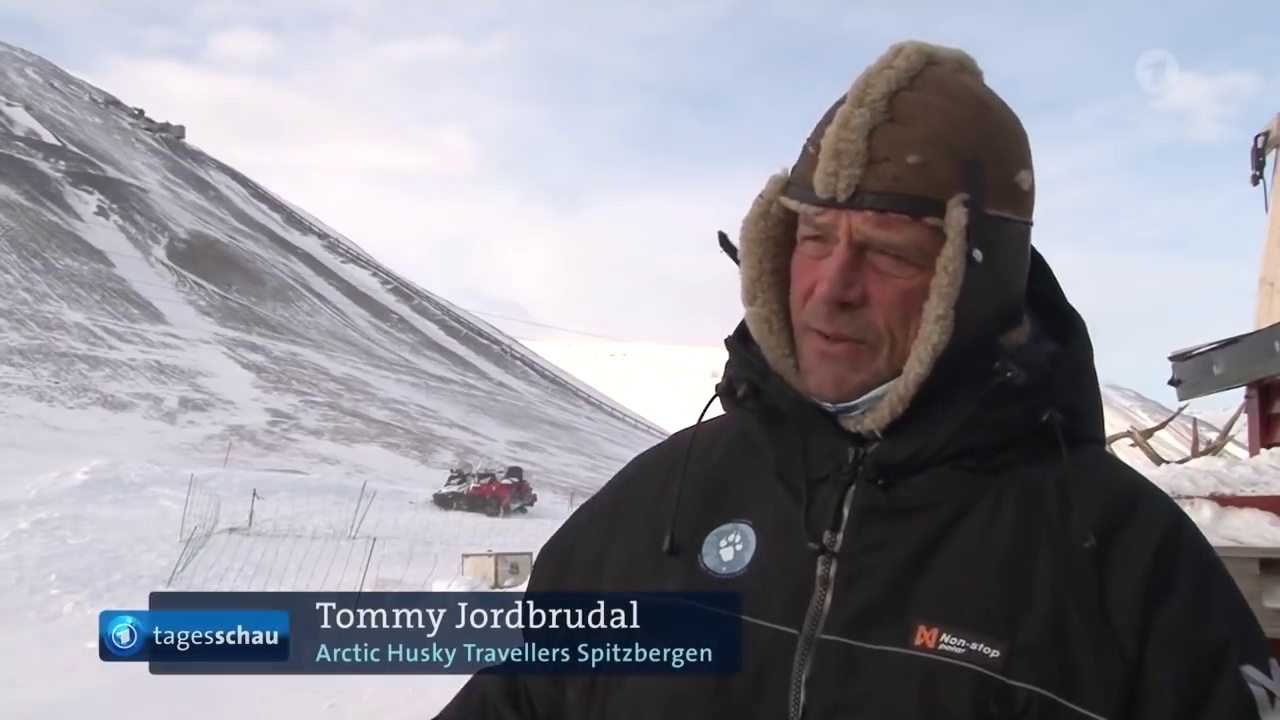 Tommy Jordbrudal
tagesschau
Arctic Husky Travellers Spitzbergen
Non-stop
polar